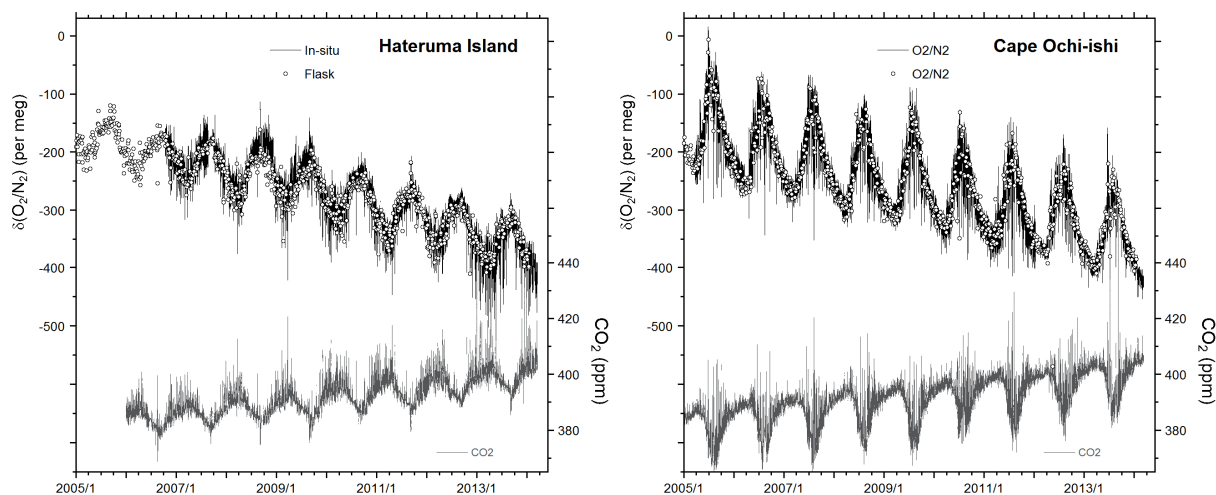 Hateruma Island
In-situ
Flask
0
-100
-200
-300
-400
-500
δ(O₂/N₂) (per meg)
440
420
400
380
CO₂ (ppm)
CO2
2005/1 2007/1 2009/1 2011/1 2013/1
Cape Ochi-ishi
O2/N2
O2/N2
0
-100
-200
-300
-400
-500
δ(O₂/N₂) (per meg)
440
420
400
380
CO₂ (ppm)
CO2
2005/1 2007/1 2009/1 2011/1 2013/1